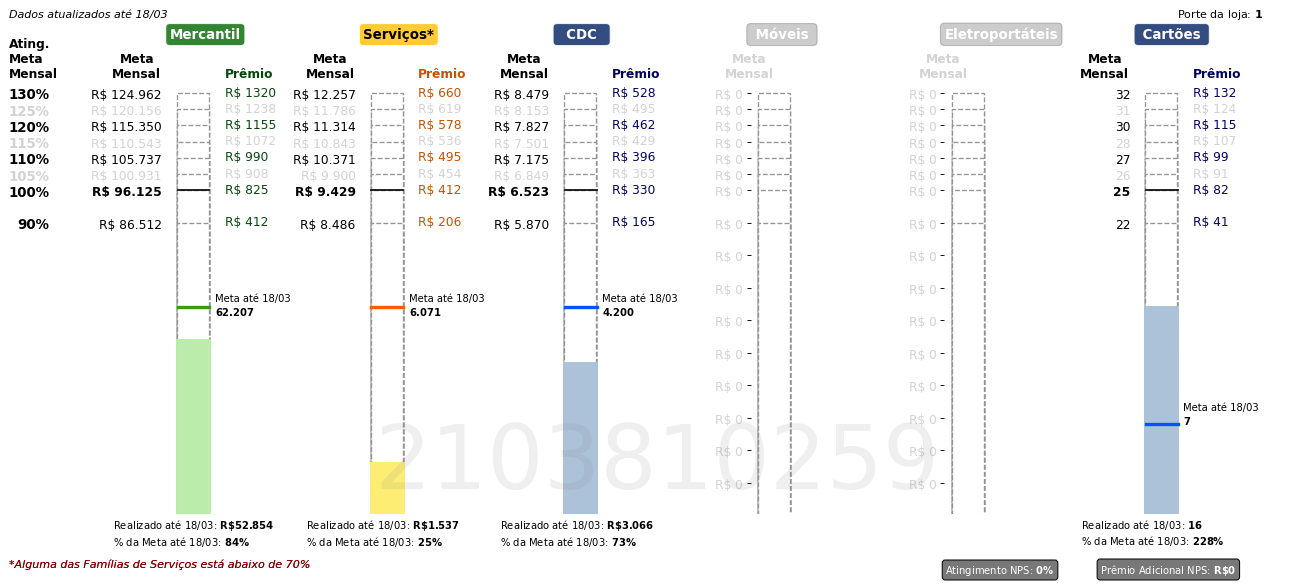 Dados atualizados até 18/03
Porte da loja: 1
Mercantil Serviços* CDC Móveis Eletroportáteis Cartões
Ating.
Meta Meta Meta Meta Meta Meta Meta
Mensal Mensal Prêmio Mensal Prêmio Mensal Prêmio Mensal Mensal Mensal Prêmio
130% R$ 124.962 R$ 1320 R$ 12.257 R$ 660 R$ 8.479 R$ 528 R$ 0 R$ 0 32 R$ 132
125% R$ 120.156 R$ 1238 R$ 11.786 R$ 619 R$ 8.153 R$ 495 R$ 0 R$ 0 31 R$ 124
120% R$ 115.350 R$ 1155 R$ 11.314 R$ 578 R$ 7.827 R$ 462 R$ 0 R$ 0 30 R$ 115
115% R$ 110.543 R$ 1072 R$ 10.843 R$ 536 R$ 7.501 R$ 429 R$ 0 R$ 0 28 R$ 107
110% R$ 105.737 R$ 990 R$ 10.371 R$ 495 R$ 7.175 R$ 396 R$ 0 R$ 0 27 R$ 99
105% R$ 100.931 R$ 908 R$ 9.900 R$ 454 R$ 6.849 R$ 363 R$ 0 R$ 0 26 R$ 91
100% R$ 96.125 R$ 825 R$ 9.429 R$ 412 R$ 6.523 R$ 330 R$ 0 R$ 0 25 R$ 82
90% R$ 86.512 R$ 412 R$ 8.486 R$ 206 R$ 5.870 R$ 165 R$ 0 R$ 0 22 R$ 41
R$ 0 R$ 0
R$ 0 R$ 0
Meta até 18/03 Meta até 18/03 Meta até 18/03
62.207 6.071 4.200
R$ 0 R$ 0
R$ 0 R$ 0
R$ 0 R$ 0
Meta até 18/03
7
R$ 0 R$ 0
R$ 0 R$ 0
R$ 0 R$ 0
2103810259
Realizado até 18/03: R$52.854 Realizado até 18/03: R$1.537 Realizado até 18/03: R$3.066 Realizado até 18/03: 16
% da Meta até 18/03: 84% % da Meta até 18/03: 25% % da Meta até 18/03: 73% % da Meta até 18/03: 228%
*Alguma das Famílias de Serviços está abaixo de 70%
Atingimento NPS: 0% Prêmio Adicional NPS: R$0